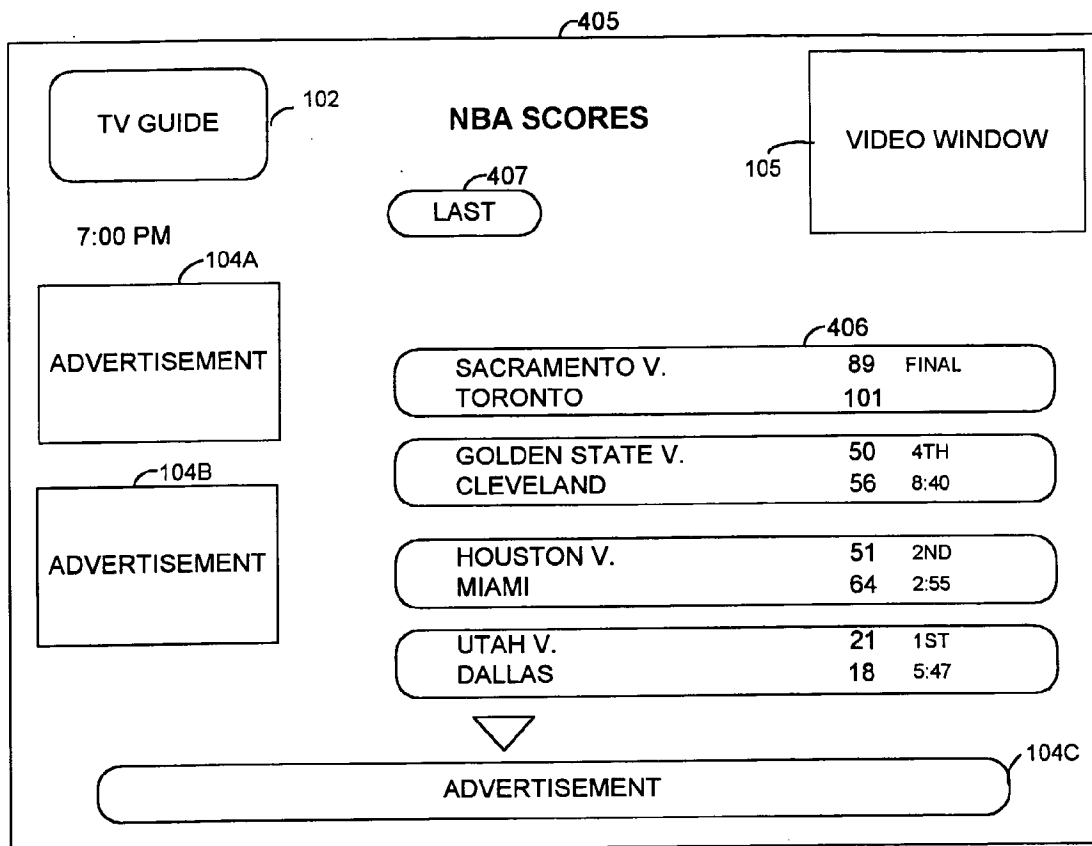 405
TV GUIDE
102
NBA SCORES
VIDEO WINDOW
105
407
LAST
7:00 PM
104A
ADVERTISEMENT
406
SACRAMENTO V. 89 FINAL
TORONTO 101
104B
ADVERTISEMENT
GOLDEN STATE V. 50 4TH
CLEVELAND 56 8:40
HOUSTON V. 51 2ND
MIAMI 64 2:55
UTAH V. 21 1ST
DALLAS 18 5:47
104C
ADVERTISEMENT